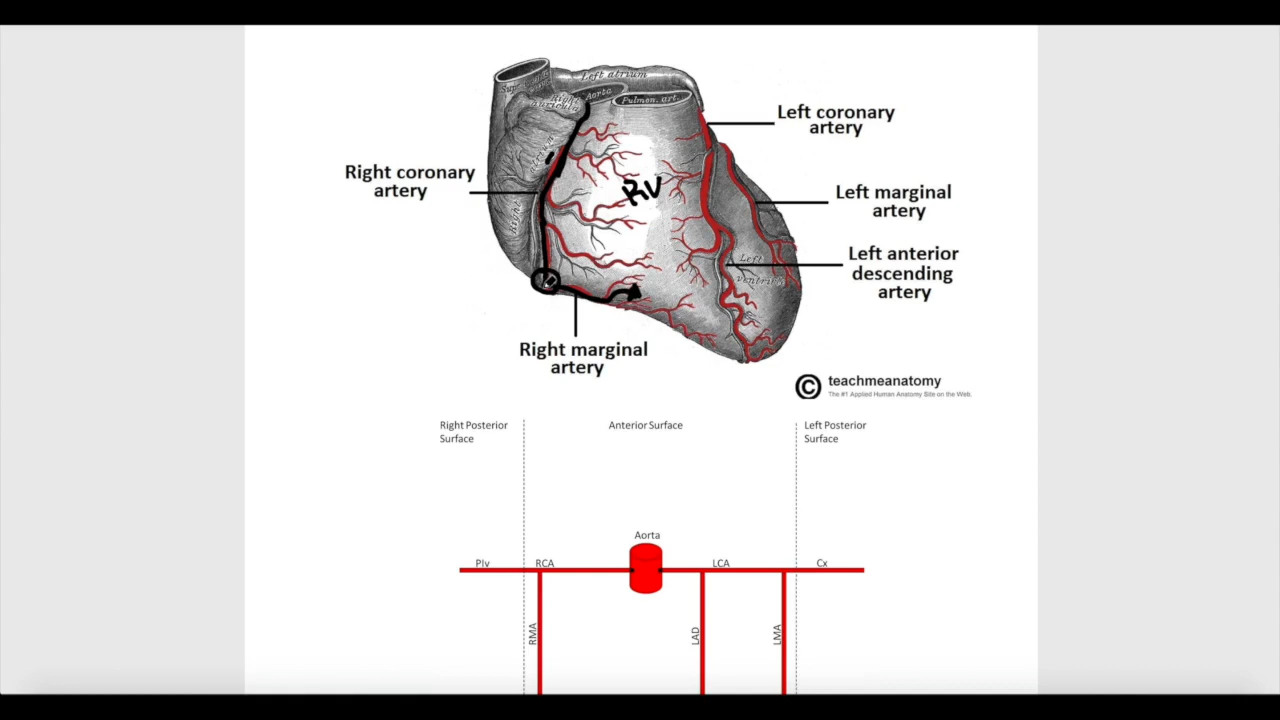 Left atrium
Aorta
Pulmon. art.
Right
atrium
RV
Left coronary
artery
Right coronary
artery
Left marginal
artery
Left anterior
descending
artery
Left
ventricle
Right marginal
artery
© teachmeanatomy
The #1 Applied Human Anatomy Site on the Web.
Right Posterior
Surface
Anterior Surface
Left Posterior
Surface
Aorta
PIv
RCA
LCA
Cx
RMA
LAD
LMA